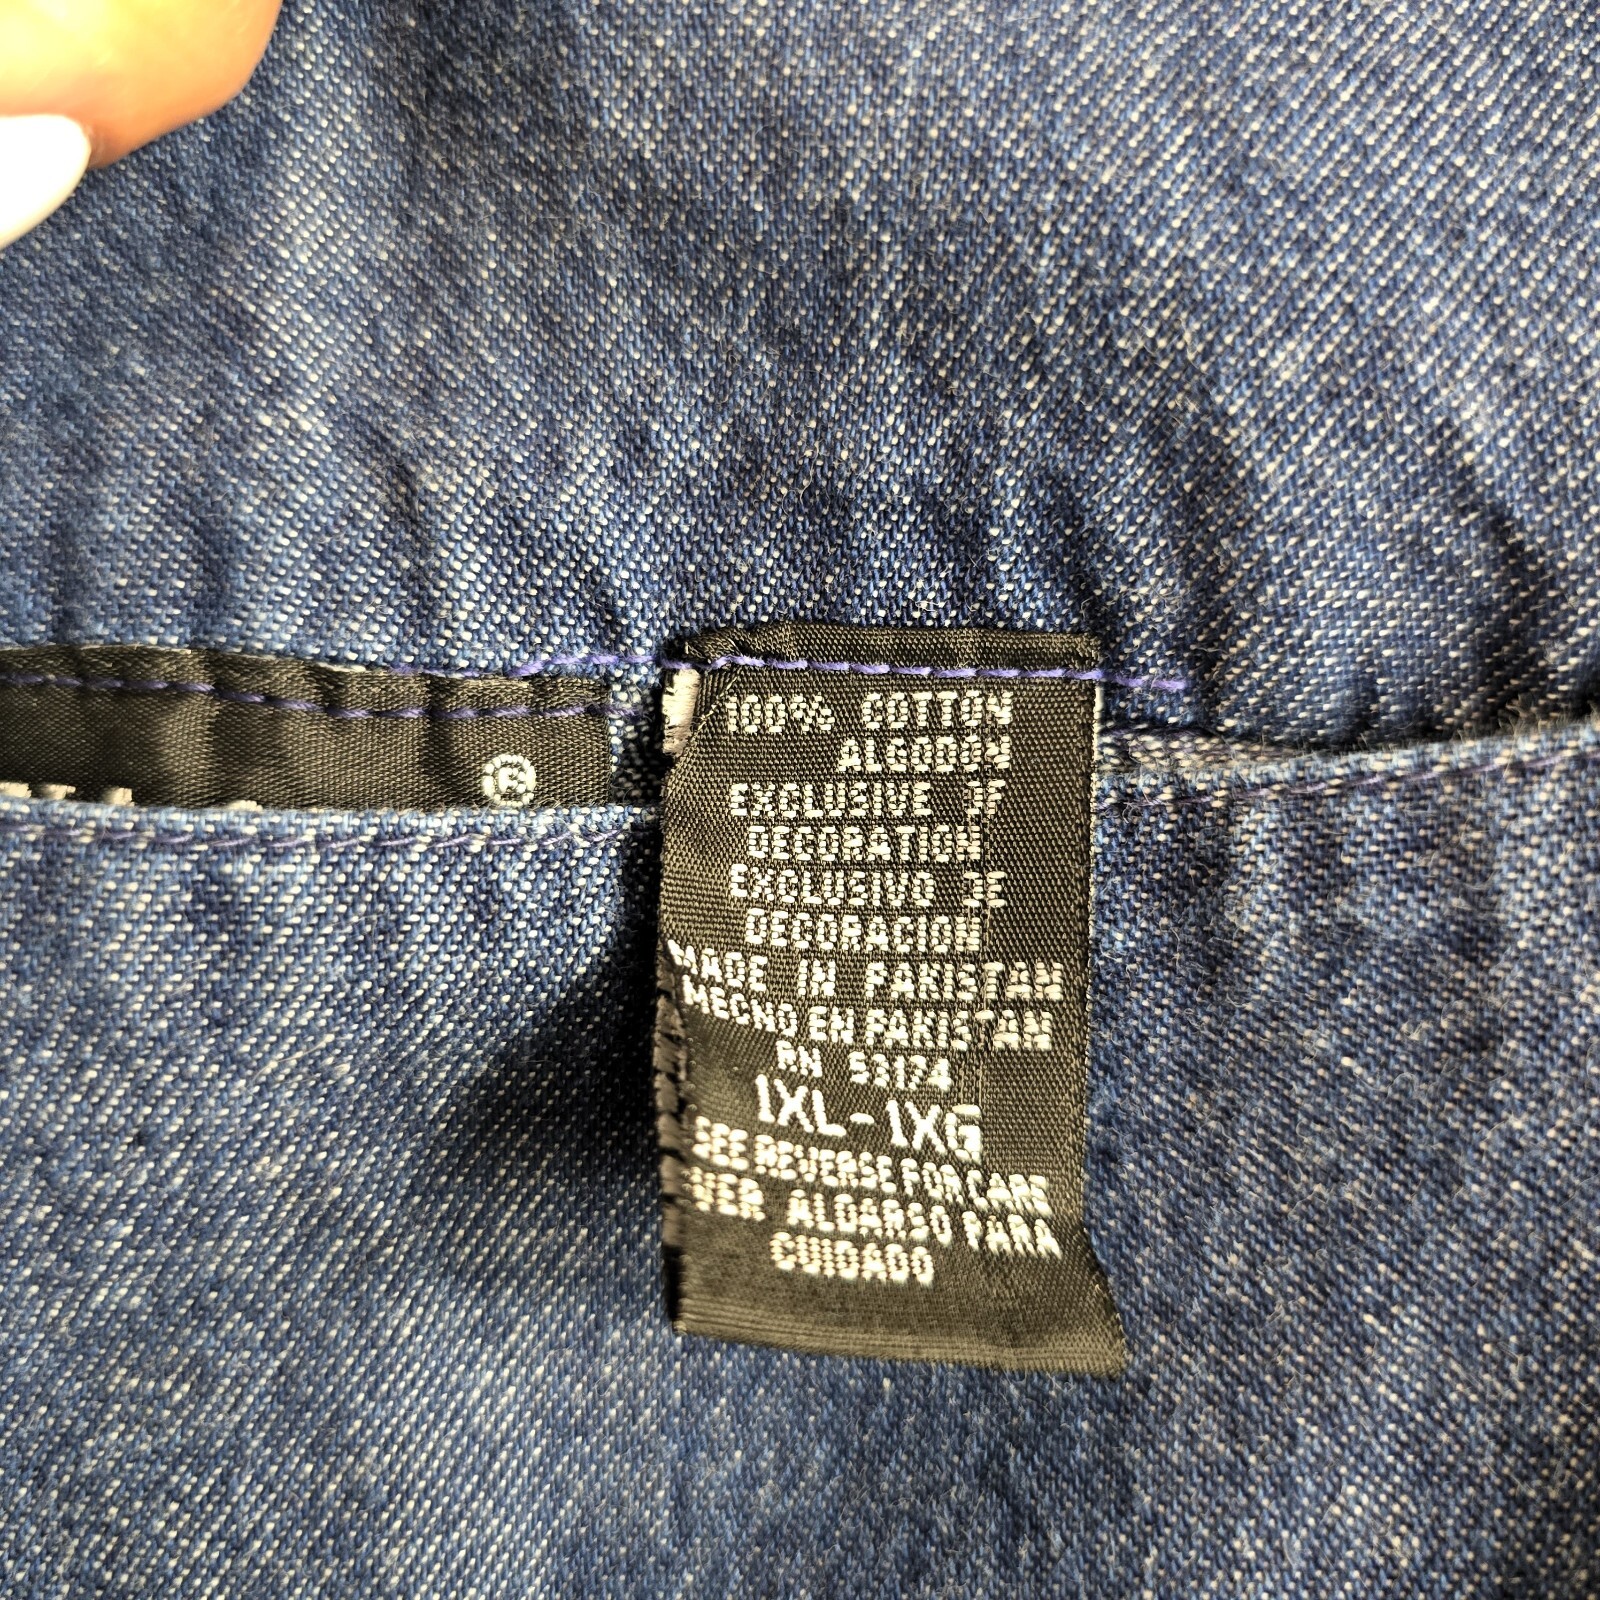 ®
100% COTTON
ALGODON
EXCLUSIVE OF
DECORATION
EXCLUSIVO DE
DECORACION
MADE IN PAKISTAN
HECHO EN PAKISTAN
RN 53174
1XL-1XG
SEE REVERSE FOR CARE
VER ALDARSO PARA
CUIDADO